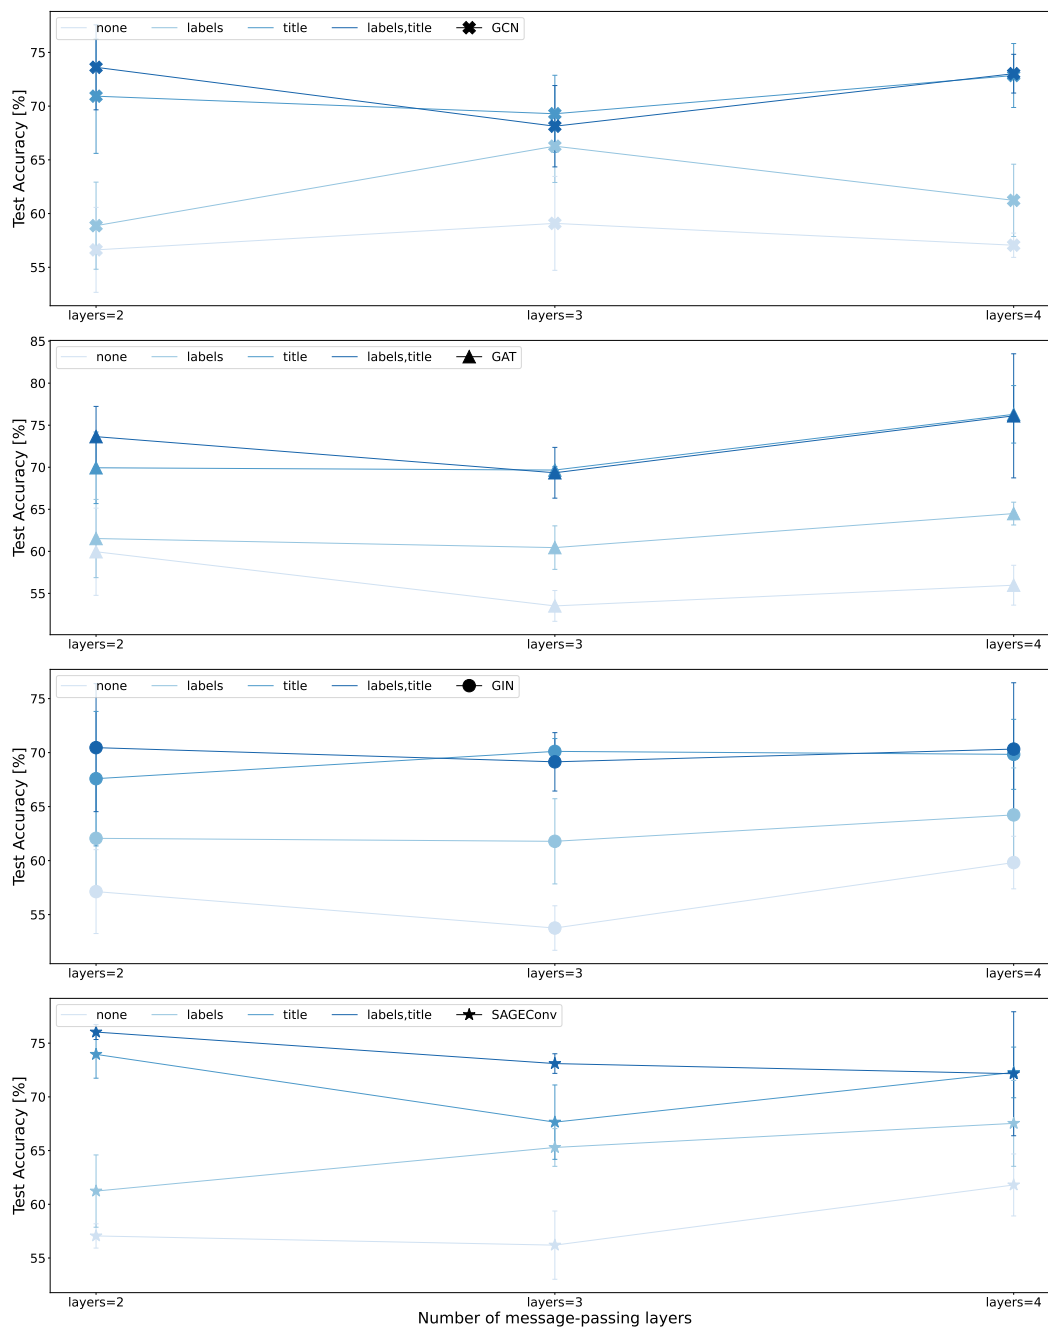 none labels title labels,title GCN
75
70
65
60
55
Test Accuracy [%]
layers=2 layers=3 layers=4
none labels title labels,title GAT
85
80
75
70
65
60
55
Test Accuracy [%]
layers=2 layers=3 layers=4
none labels title labels,title GIN
75
70
65
60
55
Test Accuracy [%]
layers=2 layers=3 layers=4
none labels title labels,title SAGEConv
75
70
65
60
55
Test Accuracy [%]
layers=2 layers=3 layers=4
Number of message-passing layers